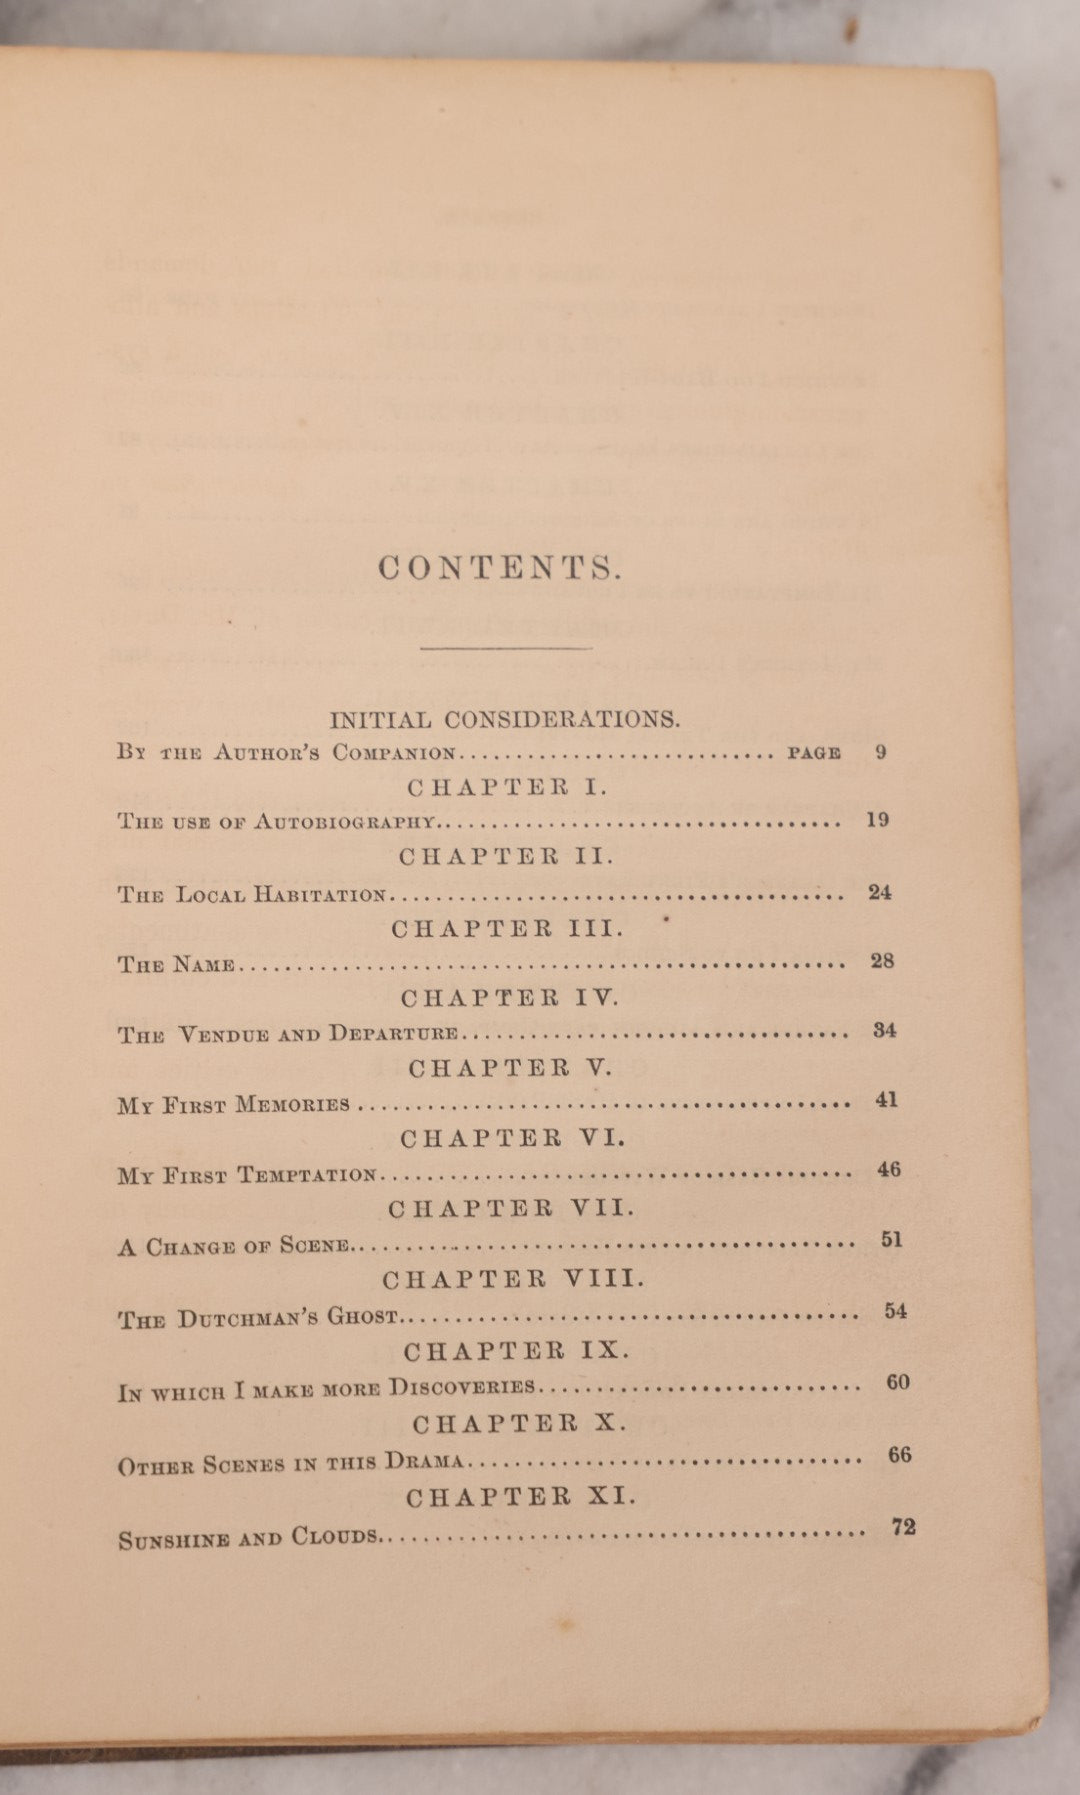 CONTENTS.
INITIAL CONSIDERATIONS.
BY THE AUTHOR'S COMPANION........................... PAGE 9
CHAPTER I.
THE USE OF AUTOBIOGRAPHY................................... 19
CHAPTER II.
THE LOCAL HABITATION....................................... 24
CHAPTER III.
THE NAME.................................................... 28
CHAPTER IV.
THE VENDUE AND DEPARTURE................................. 34
CHAPTER V.
MY FIRST MEMORIES .......................................... 41
CHAPTER VI.
MY FIRST TEMPTATION........................................ 46
CHAPTER VII.
A CHANGE OF SCENE........................................... 51
CHAPTER VIII.
THE DUTCHMAN'S GHOST....................................... 54
CHAPTER IX.
IN WHICH I MAKE MORE DISCOVERIES............................ 60
CHAPTER X.
OTHER SCENES IN THIS DRAMA.................................. 66
CHAPTER XI.
SUNSHINE AND CLOUDS......................................... 72